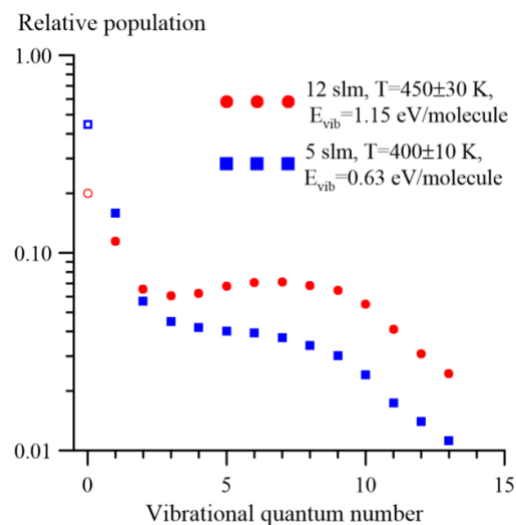 Relative population
1.00
12 slm, T=450±30 K,
E_vib=1.15 eV/molecule
5 slm, T=400±10 K,
E_vib=0.63 eV/molecule
0.10
0.01
0 5 10 15
Vibrational quantum number